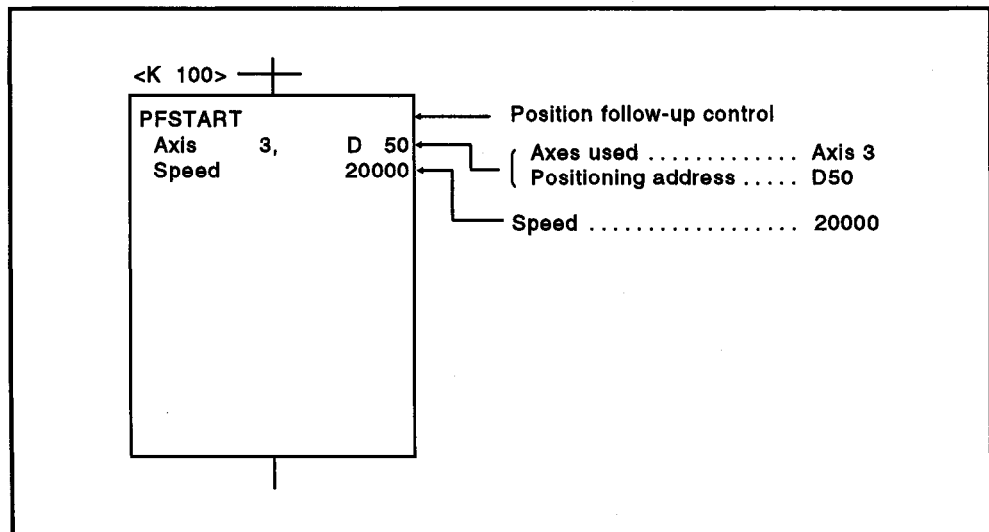 <K 100>
PFSTART
Axis 3, D 50
Speed 20000
Position follow-up control
Axes used ............. Axis 3
Positioning address ..... D50
Speed ................. 20000